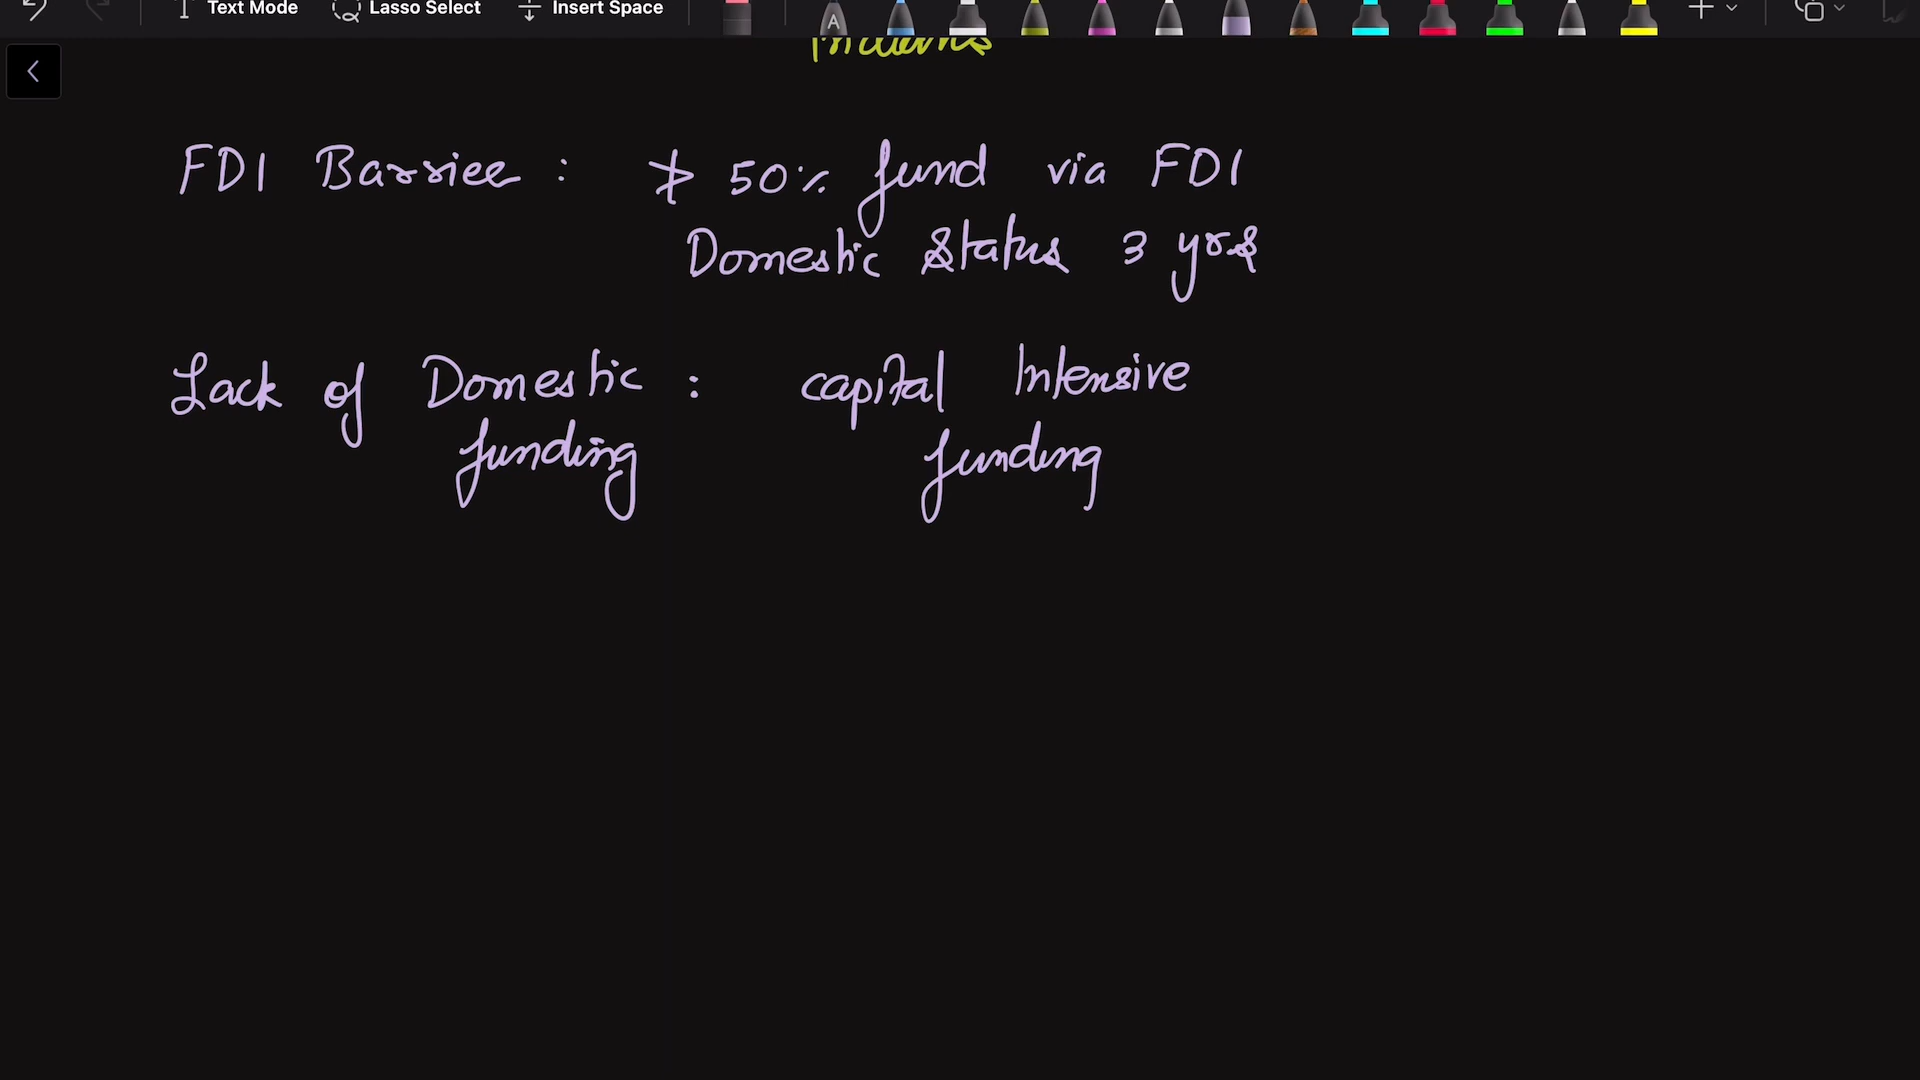 Text Mode Lasso Select Insert Space
A
FDI Barrier : ≯ 50% fund via FDI
Domestic Status 3 yrs
Lack of Domestic : capital Intensive
funding funding